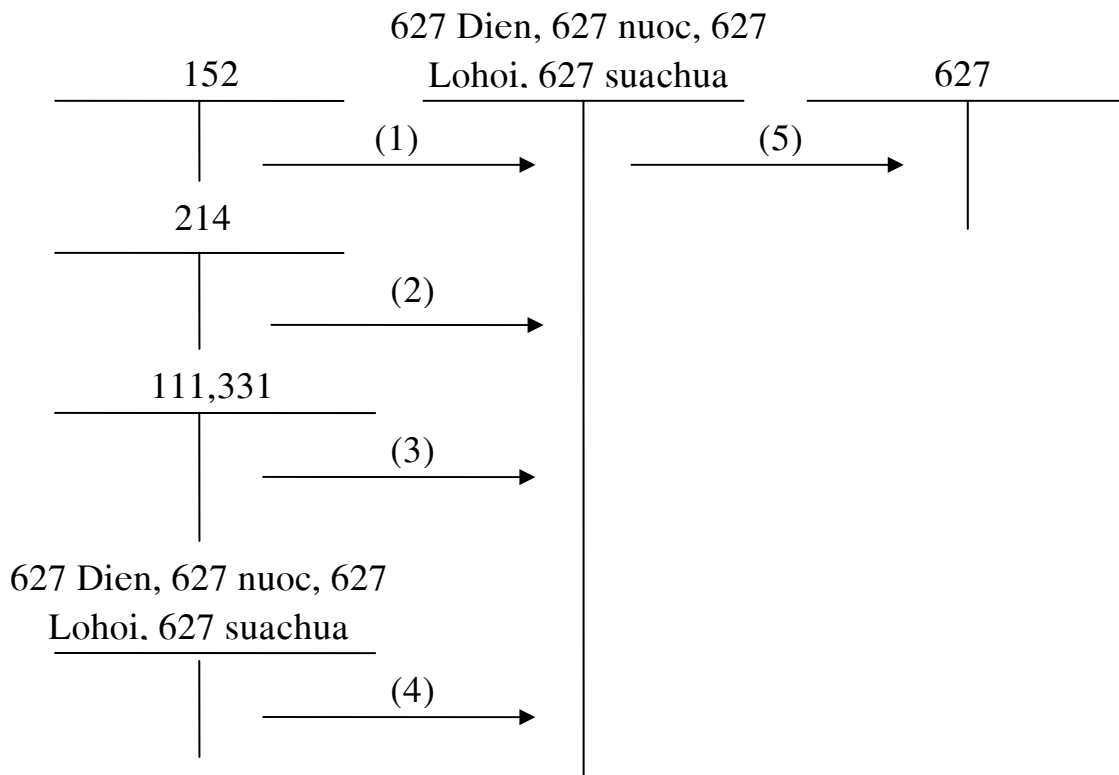 627 Dien, 627 nuoc, 627
Lohoi, 627 suachua
152
627
(1)
(5)
214
(2)
111,331
(3)
627 Dien, 627 nuoc, 627
Lohoi, 627 suachua
(4)